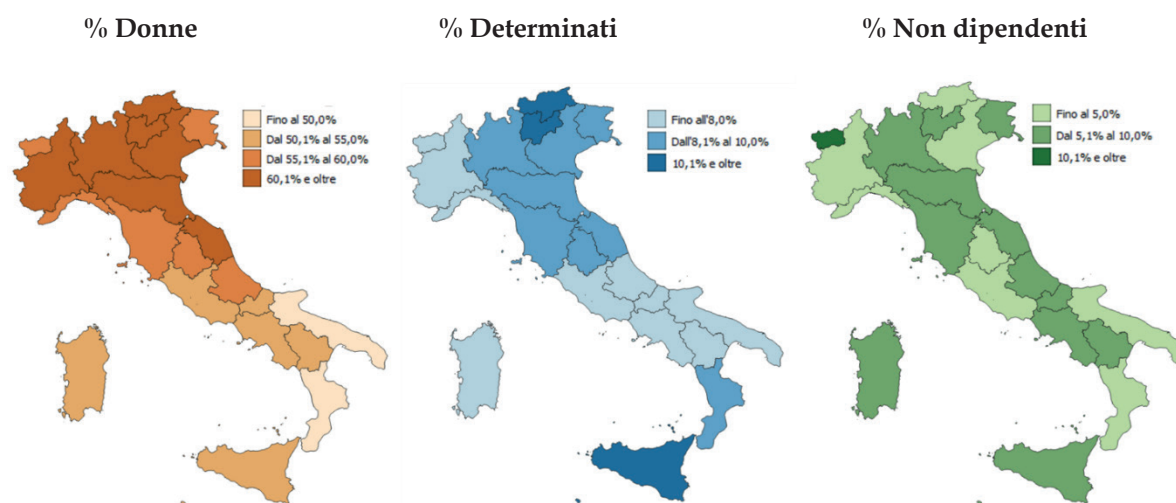 % Donne
Fino al 50,0%
Dal 50,1% al 55,0%
Dal 55,1% al 60,0%
60,1% e oltre
% Determinati
Fino all'8,0%
Dall'8,1% al 10,0%
10,1% e oltre
% Non dipendenti
Fino al 5,0%
Dal 5,1% al 10,0%
10,1% e oltre